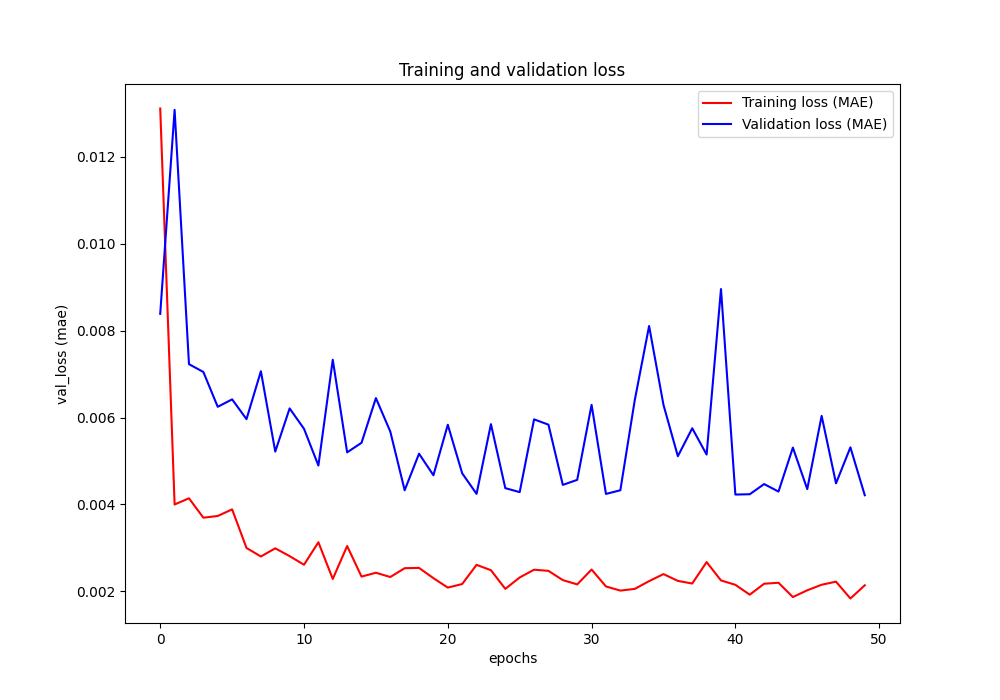 Training and validation loss
Training loss (MAE)
Validation loss (MAE)
val_loss (mae)
0.012
0.010
0.008
0.006
0.004
0.002
0
10
20
30
40
50
epochs